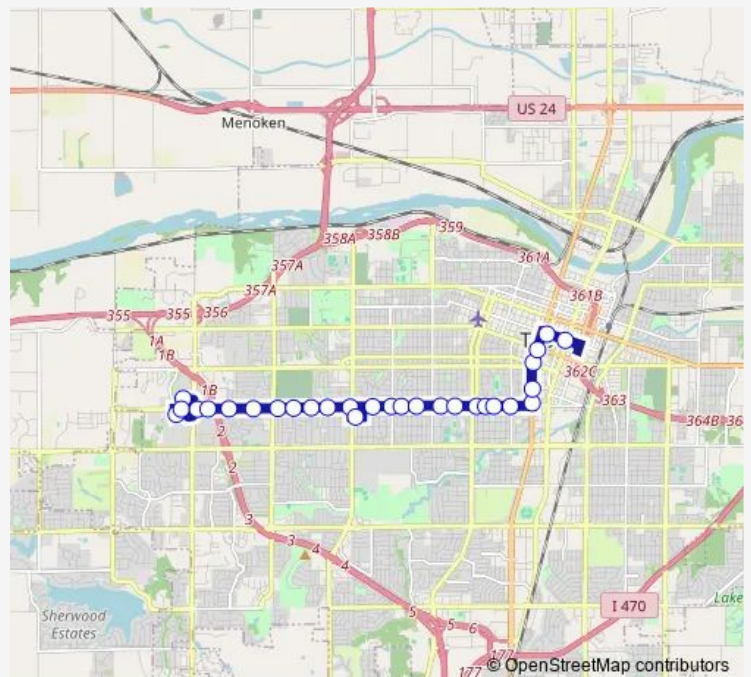 US 24
Menoken
358A
358B
359
357A
361A
357A
361B
355
355
356
1A
1B
T
362C
1B
363
364B
36
2
2
3
3
4
4
I 470
Lake
Sherwood
Estates
5
5
6
177
177
© OpenStreetMap contributors